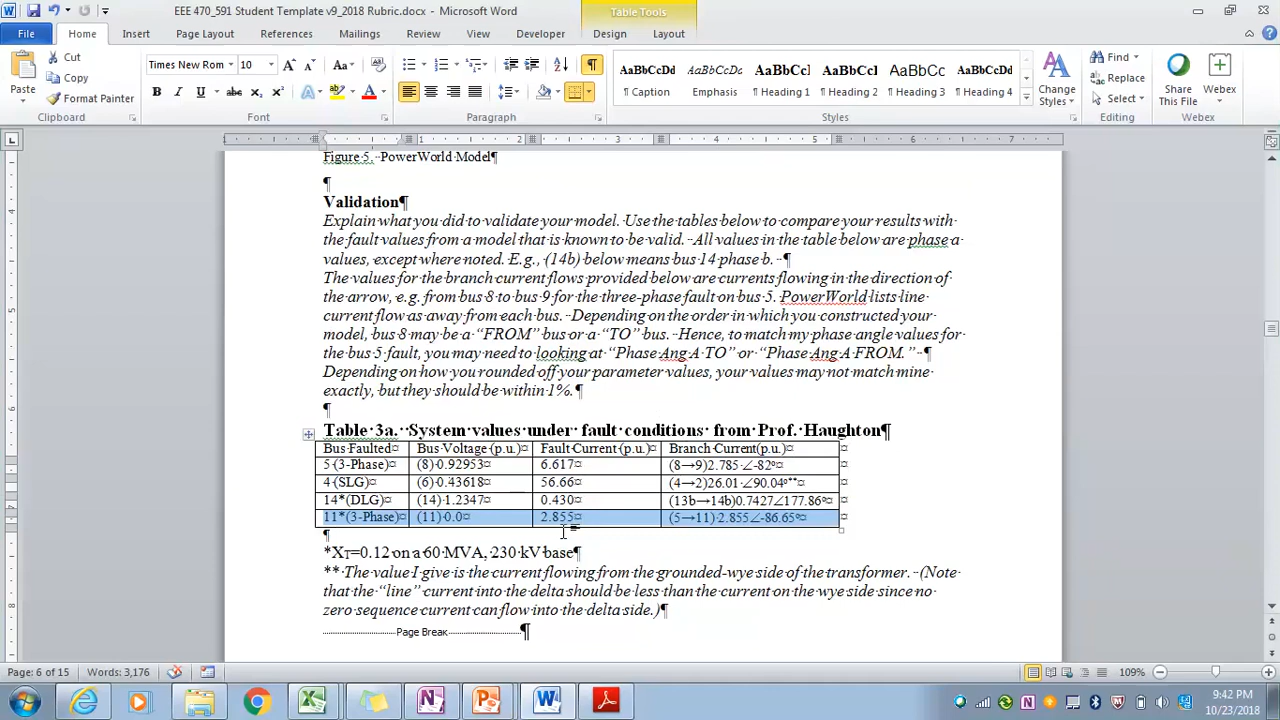 EEE 470_591 Student Template v9_2018 Rubric.docx - Microsoft Word
Table Tools
File Home Insert Page Layout References Mailings Review View Developer Design Layout
Paste
Cut
Copy
Format Painter
Clipboard
Times New Rom 10
Font
Paragraph
AaBbCcDd AaBbCcDd AaBbCcI AaBbCcI AaBbCcD AaBbCcDd
¶ Caption Emphasis ¶ Heading 1 ¶ Heading 2 ¶ Heading 3 ¶ Heading 4
Styles
Change Styles
Find
Replace
Select
Editing
Share This File
Webex
Webex
1 2 3 4 5 6 7
Figure 5. PowerWorld Model¶
¶
Validation¶
Explain what you did to validate your model. Use the tables below to compare your results with
the fault values from a model that is known to be valid. All values in the table below are phase a
values, except where noted. E.g., (14b) below means bus 14 phase b. ¶
The values for the branch current flows provided below are currents flowing in the direction of
the arrow, e.g. from bus 8 to bus 9 for the three-phase fault on bus 5. PowerWorld lists line
current flow as away from each bus. Depending on the order in which you constructed your
model, bus 8 may be a “FROM” bus or a “TO” bus. Hence, to match my phase angle values for
the bus 5 fault, you may need to looking at “Phase Ang A TO” or “Phase Ang A FROM.” ¶
Depending on how you rounded off your parameter values, your values may not match mine
exactly, but they should be within 1%.¶
¶
Table 3a. System values under fault conditions from Prof. Haughton¶
Bus Faulted¤ Bus Voltage (p.u.)¤ Fault Current (p.u.)¤ Branch Current(p.u.)¤ ¤
5 (3-Phase)¤ (8) 0.92953¤ 6.617¤ (8→9)2.785 ∠-82º¤ ¤
4 (SLG)¤ (6) 0.43618¤ 56.66¤ (4→2)26.01∠90.04º**¤ ¤
14*(DLG)¤ (14) 1.2347¤ 0.430¤ (13b→14b)0.7427∠177.86º¤ ¤
11*(3-Phase)¤ (11) 0.0¤ 2.855¤ (5→11) 2.855∠-86.65º¤ ¤
¶
*XT=0.12 on a 60 MVA, 230 kV base¶
** The value I give is the current flowing from the grounded-wye side of the transformer. (Note
that the “line” current into the delta should be less than the current on the wye side since no
zero sequence current can flow into the delta side.)¶
Page Break ¶
Page: 6 of 15 Words: 3,176 109%
9:42 PM
10/23/2018